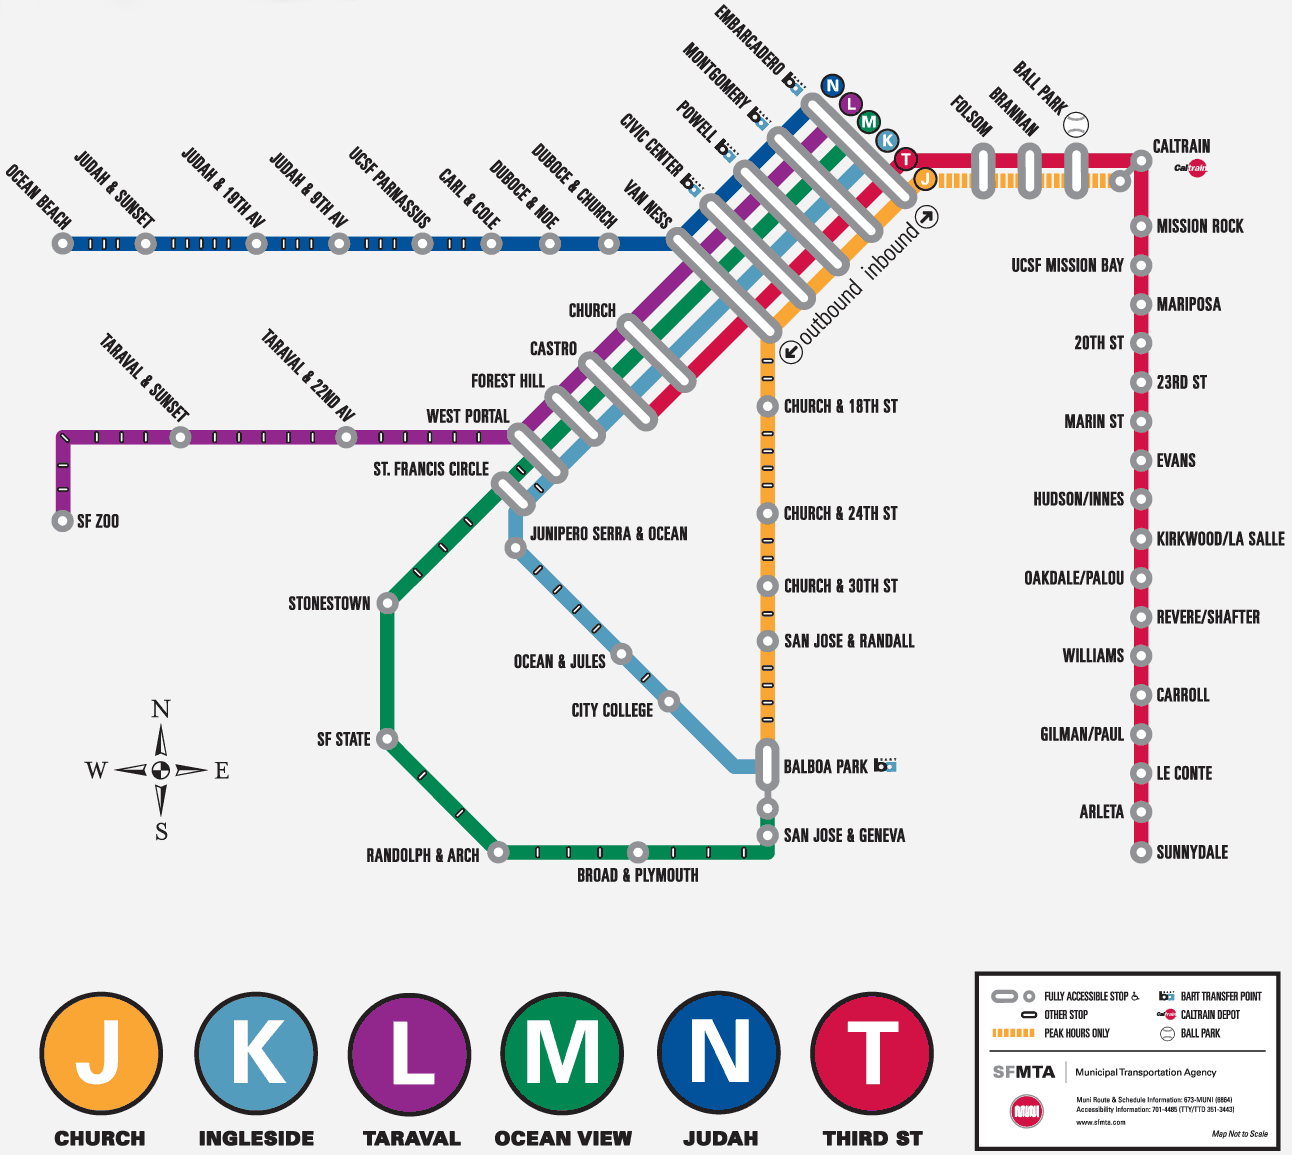 EMBARCADERO
MONTGOMERY
POWELL
CIVIC CENTER
VAN NESS
N
L
M
K
T
J
FOLSOM
BRANNAN
BALL PARK
CALTRAIN
Caltrain
OCEAN BEACH
JUDAH & SUNSET
JUDAH & 19TH AV
JUDAH & 9TH AV
UCSF PARNASSUS
CARL & COLE
DUBOCE & NOE
DUBOCE & CHURCH
inbound
outbound
MISSION ROCK
UCSF MISSION BAY
MARIPOSA
20TH ST
23RD ST
MARIN ST
EVANS
HUDSON/INNES
KIRKWOOD/LA SALLE
OAKDALE/PALOU
REVERE/SHAFTER
WILLIAMS
CARROLL
GILMAN/PAUL
LE CONTE
ARLETA
SUNNYDALE
CHURCH
CASTRO
FOREST HILL
WEST PORTAL
ST. FRANCIS CIRCLE
TARAVAL & SUNSET
TARAVAL & 22ND AV
SF ZOO
CHURCH & 18TH ST
CHURCH & 24TH ST
CHURCH & 30TH ST
SAN JOSE & RANDALL
JUNIPERO SERRA & OCEAN
OCEAN & JULES
CITY COLLEGE
BALBOA PARK
SAN JOSE & GENEVA
STONESTOWN
SF STATE
RANDOLPH & ARCH
BROAD & PLYMOUTH
N
W E
S
J K L M N T
CHURCH INGLESIDE TARAVAL OCEAN VIEW JUDAH THIRD ST
FULLY ACCESSIBLE STOP BART TRANSFER POINT
OTHER STOP Caltrain CALTRAIN DEPOT
PEAK HOURS ONLY BALL PARK
SFMTA Municipal Transportation Agency
Muni Route & Schedule Information: 673-MUNI (6864)
Accessibility Information: 701-4485 (TTY/TTD 351-3443)
www.sfmta.com
Map Not to Scale